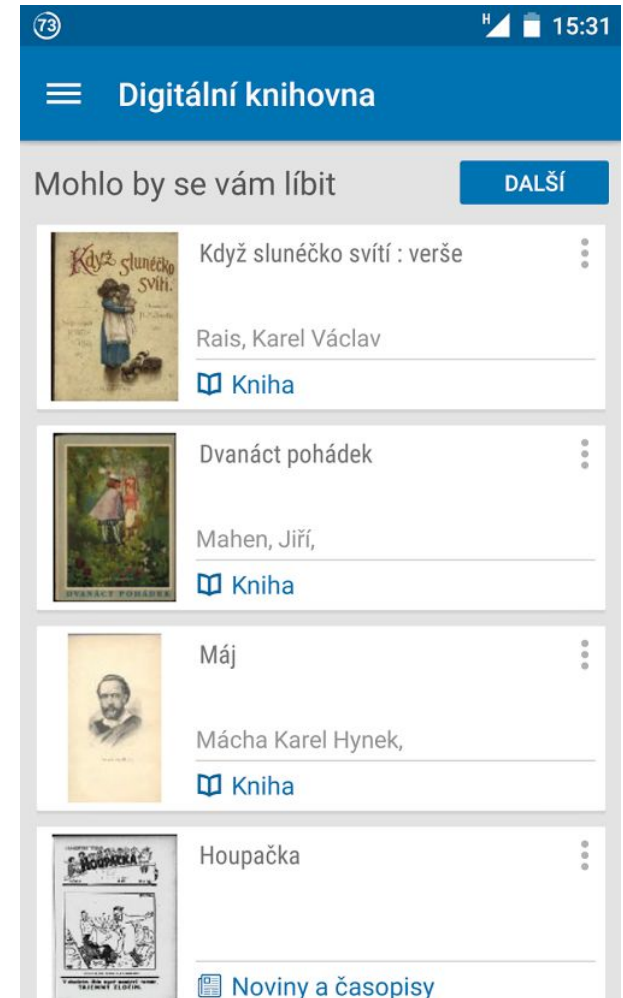 73
H
15:31
Digitální knihovna
Mohlo by se vám líbit
DALŠÍ
Když slunéčko svítí.
Když slunéčko svítí : verše
Rais, Karel Václav
Kniha
DVANÁCT POHÁDEK
Dvanáct pohádek
Mahen, Jiří,
Kniha
Máj
Mácha Karel Hynek,
Kniha
HOUPAČKA
TAJEMNÝ ZLOČIN.
Houpačka
Noviny a časopisy